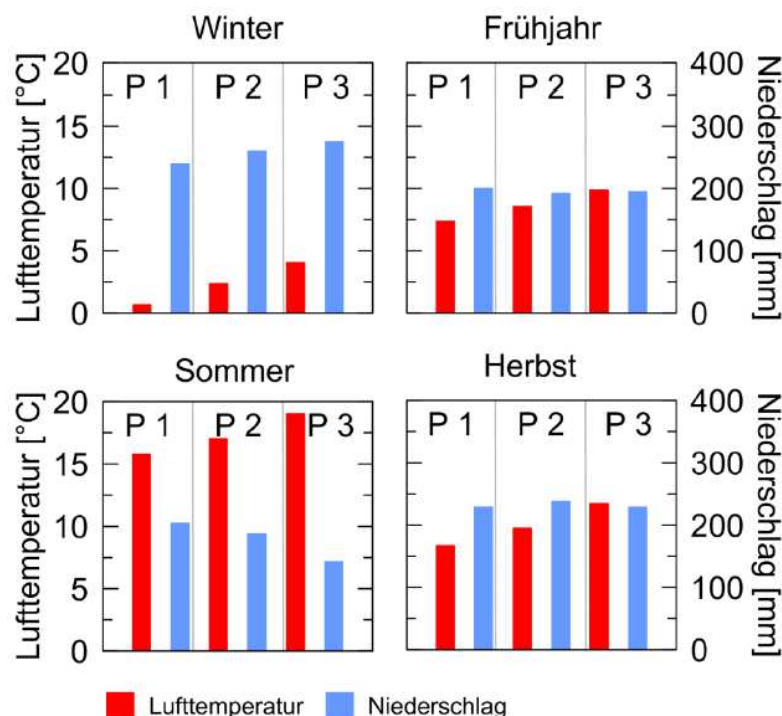 Winter
Frühjahr
Lufttemperatur [°C]
20
15
10
5
0
P 1 P 2 P 3
P 1 P 2 P 3
400
300
200
100
0
Niederschlag [mm]
Sommer
Herbst
Lufttemperatur [°C]
20
15
10
5
0
P 1 P 2 P 3
P 1 P 2 P 3
400
300
200
100
0
Niederschlag [mm]
Lufttemperatur Niederschlag